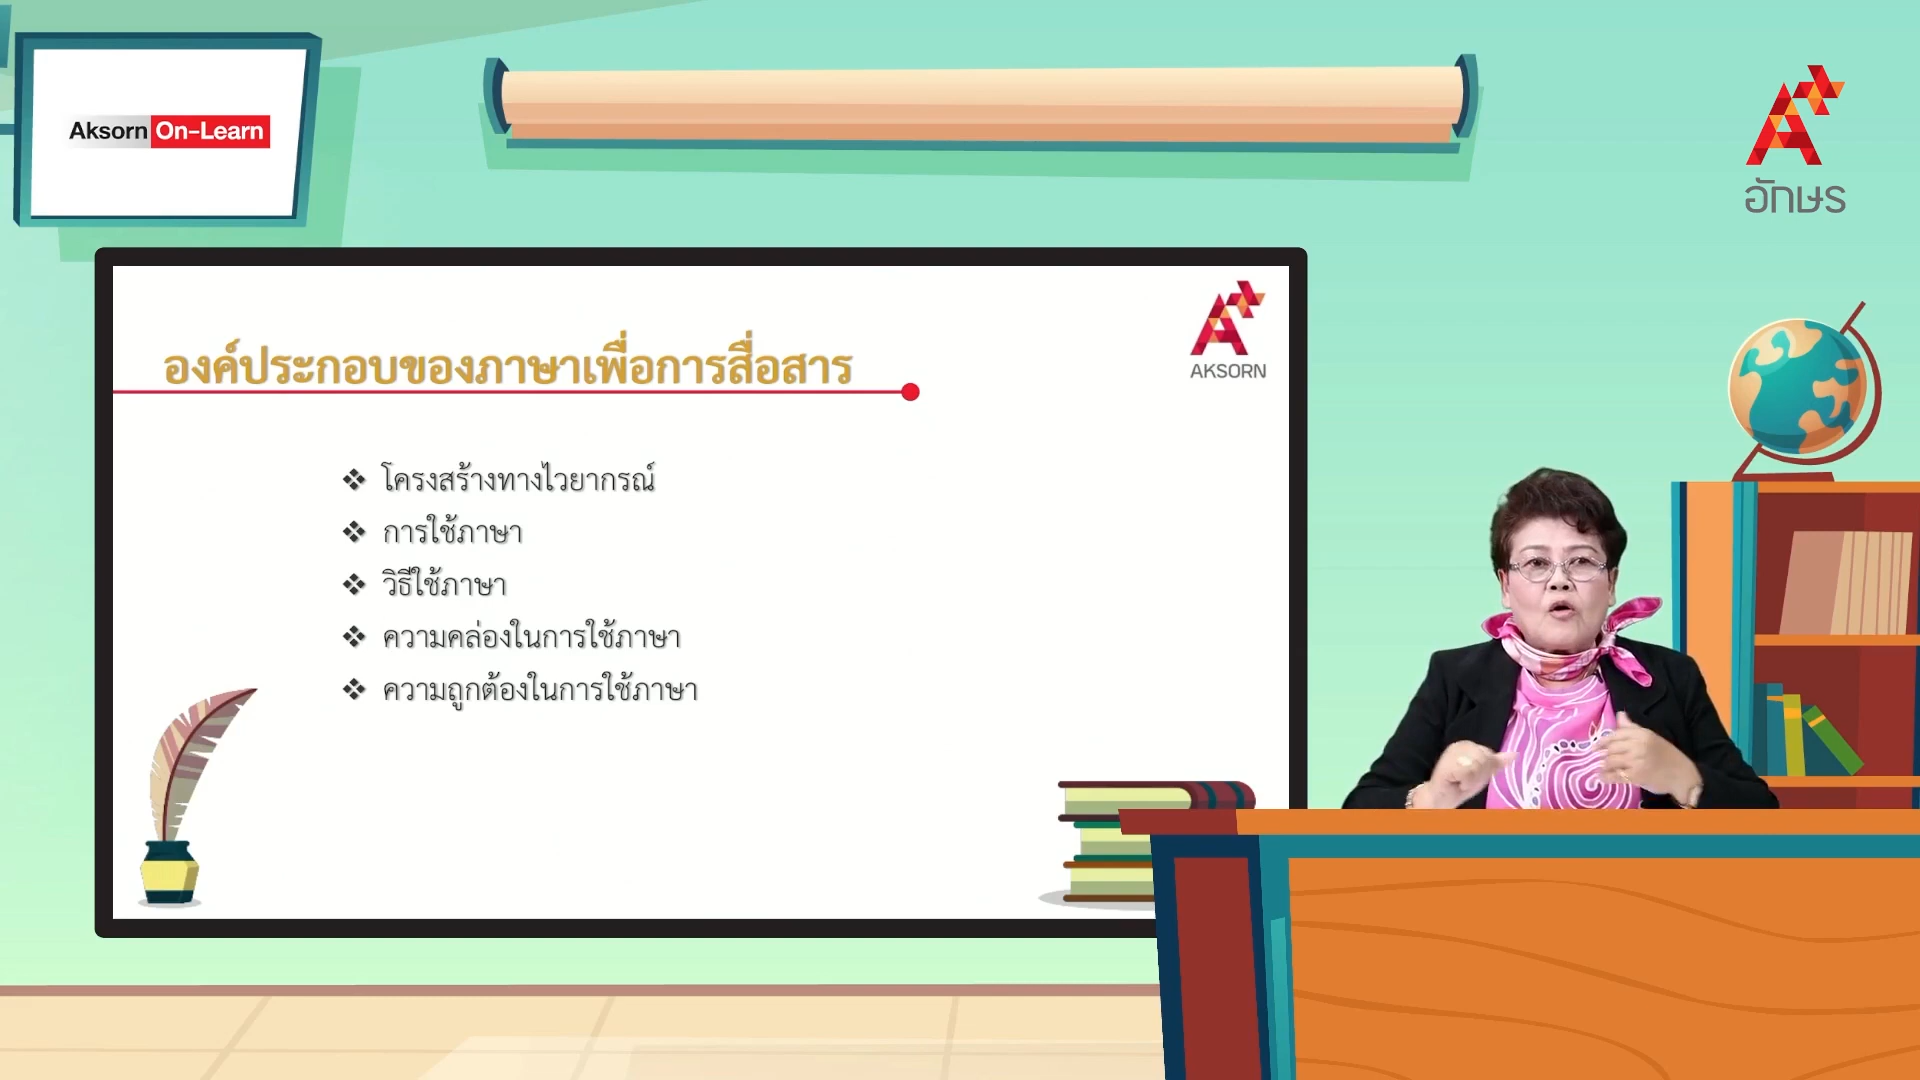 Aksorn On-Learn
อักษร
AKSORN
องค์ประกอบของภาษาเพื่อการสื่อสาร
❖ โครงสร้างทางไวยากรณ์
❖ การใช้ภาษา
❖ วิธีใช้ภาษา
❖ ความคล่องในการใช้ภาษา
❖ ความถูกต้องในการใช้ภาษา